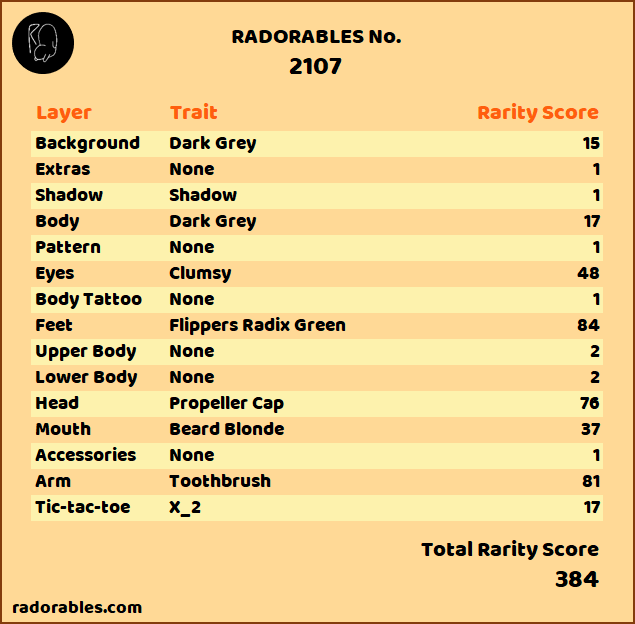 RADORABLES No.
2107
Layer Trait Rarity Score
Background Dark Grey 15
Extras None 1
Shadow Shadow 1
Body Dark Grey 17
Pattern None 1
Eyes Clumsy 48
Body Tattoo None 1
Feet Flippers Radix Green 84
Upper Body None 2
Lower Body None 2
Head Propeller Cap 76
Mouth Beard Blonde 37
Accessories None 1
Arm Toothbrush 81
Tic-tac-toe X_2 17
Total Rarity Score
384
radorables.com